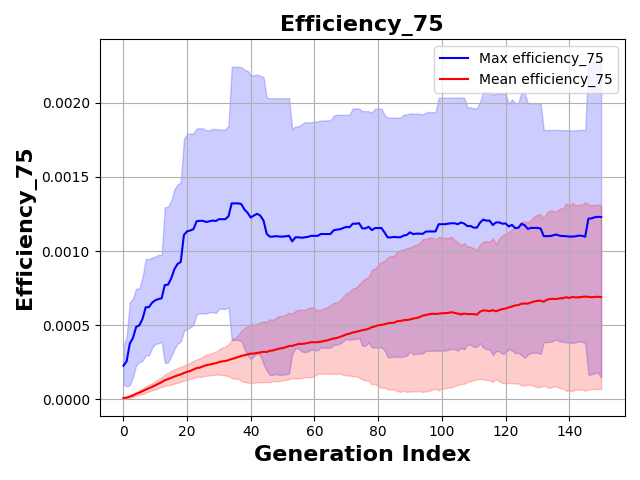 Efficiency_75
Max efficiency_75
Mean efficiency_75
Efficiency_75
0.0020
0.0015
0.0010
0.0005
0.0000
0 20 40 60 80 100 120 140
Generation Index